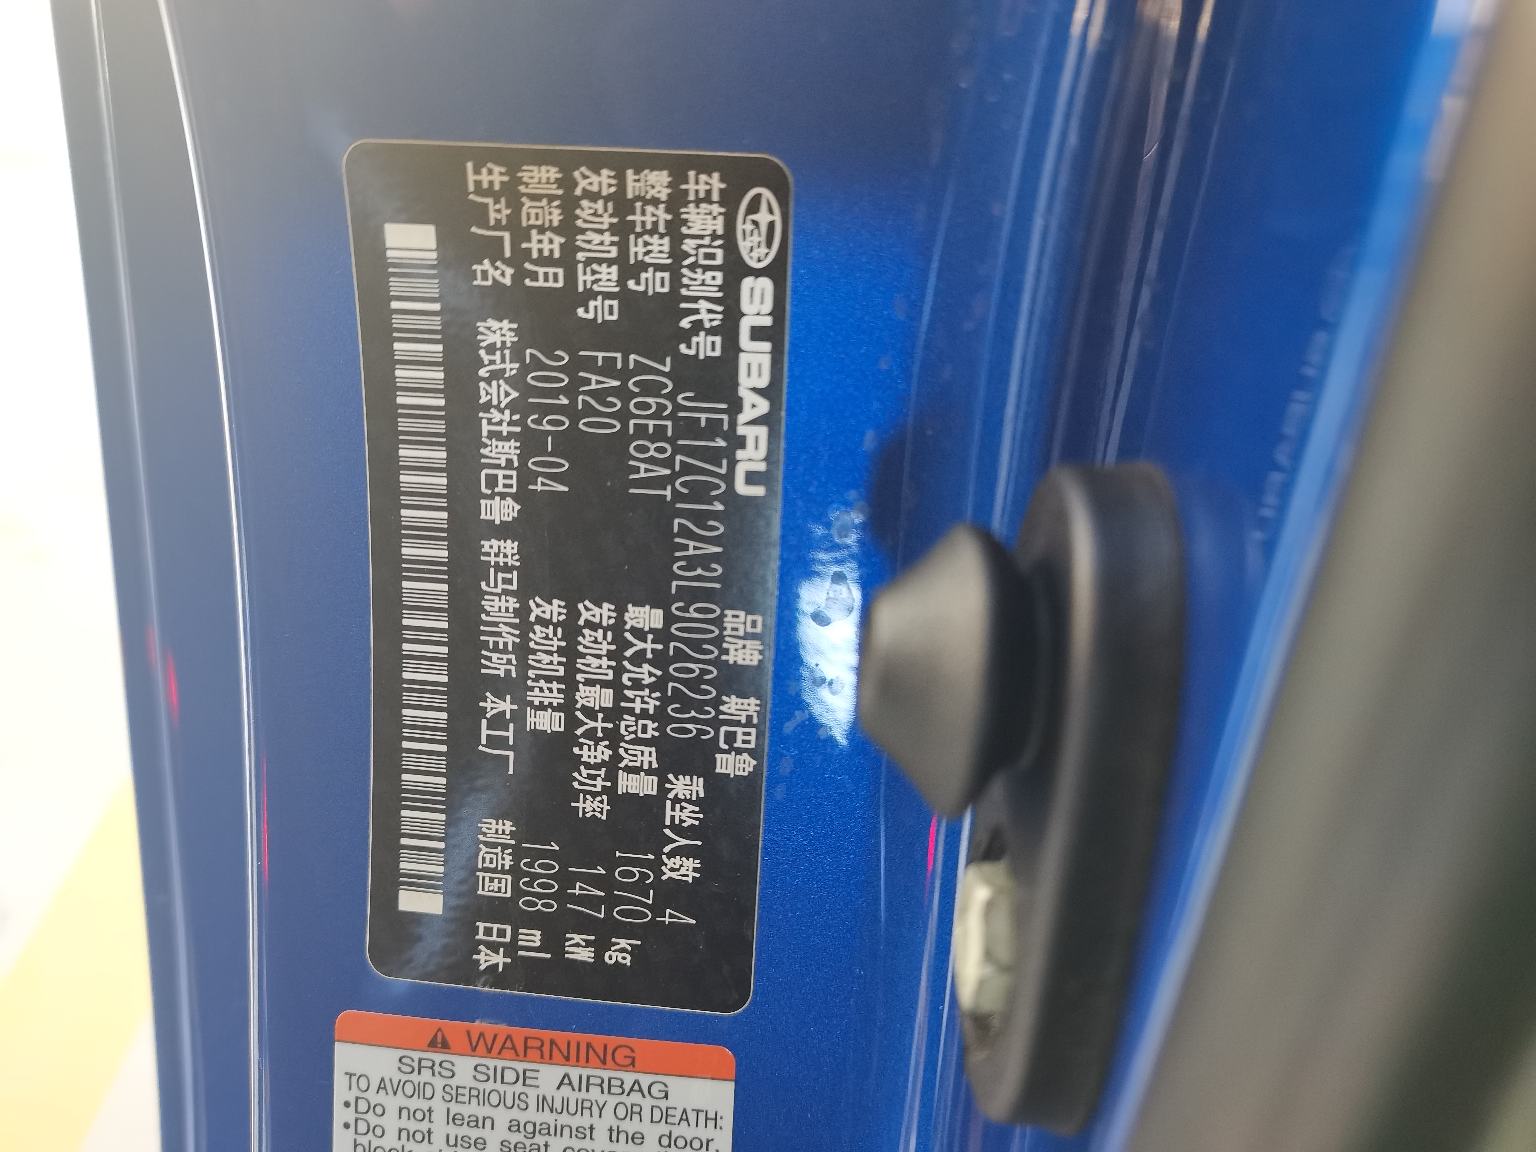 SUBARU 品牌 斯巴鲁
车辆识别代号 JF1ZC12A3L9026236 乘坐人数 4
整车型号 ZC6E8AT 最大允许总质量 1670 kg
发动机型号 FA20 发动机最大净功率 147 kW
制造年月 2019-04 发动机排量 1998 ml
生产厂名 株式会社斯巴鲁 群马制作所 本工厂 制造国 日本
WARNING
SRS SIDE AIRBAG
TO AVOID SERIOUS INJURY OR DEATH:
•Do not lean against the door,
•Do not use seat